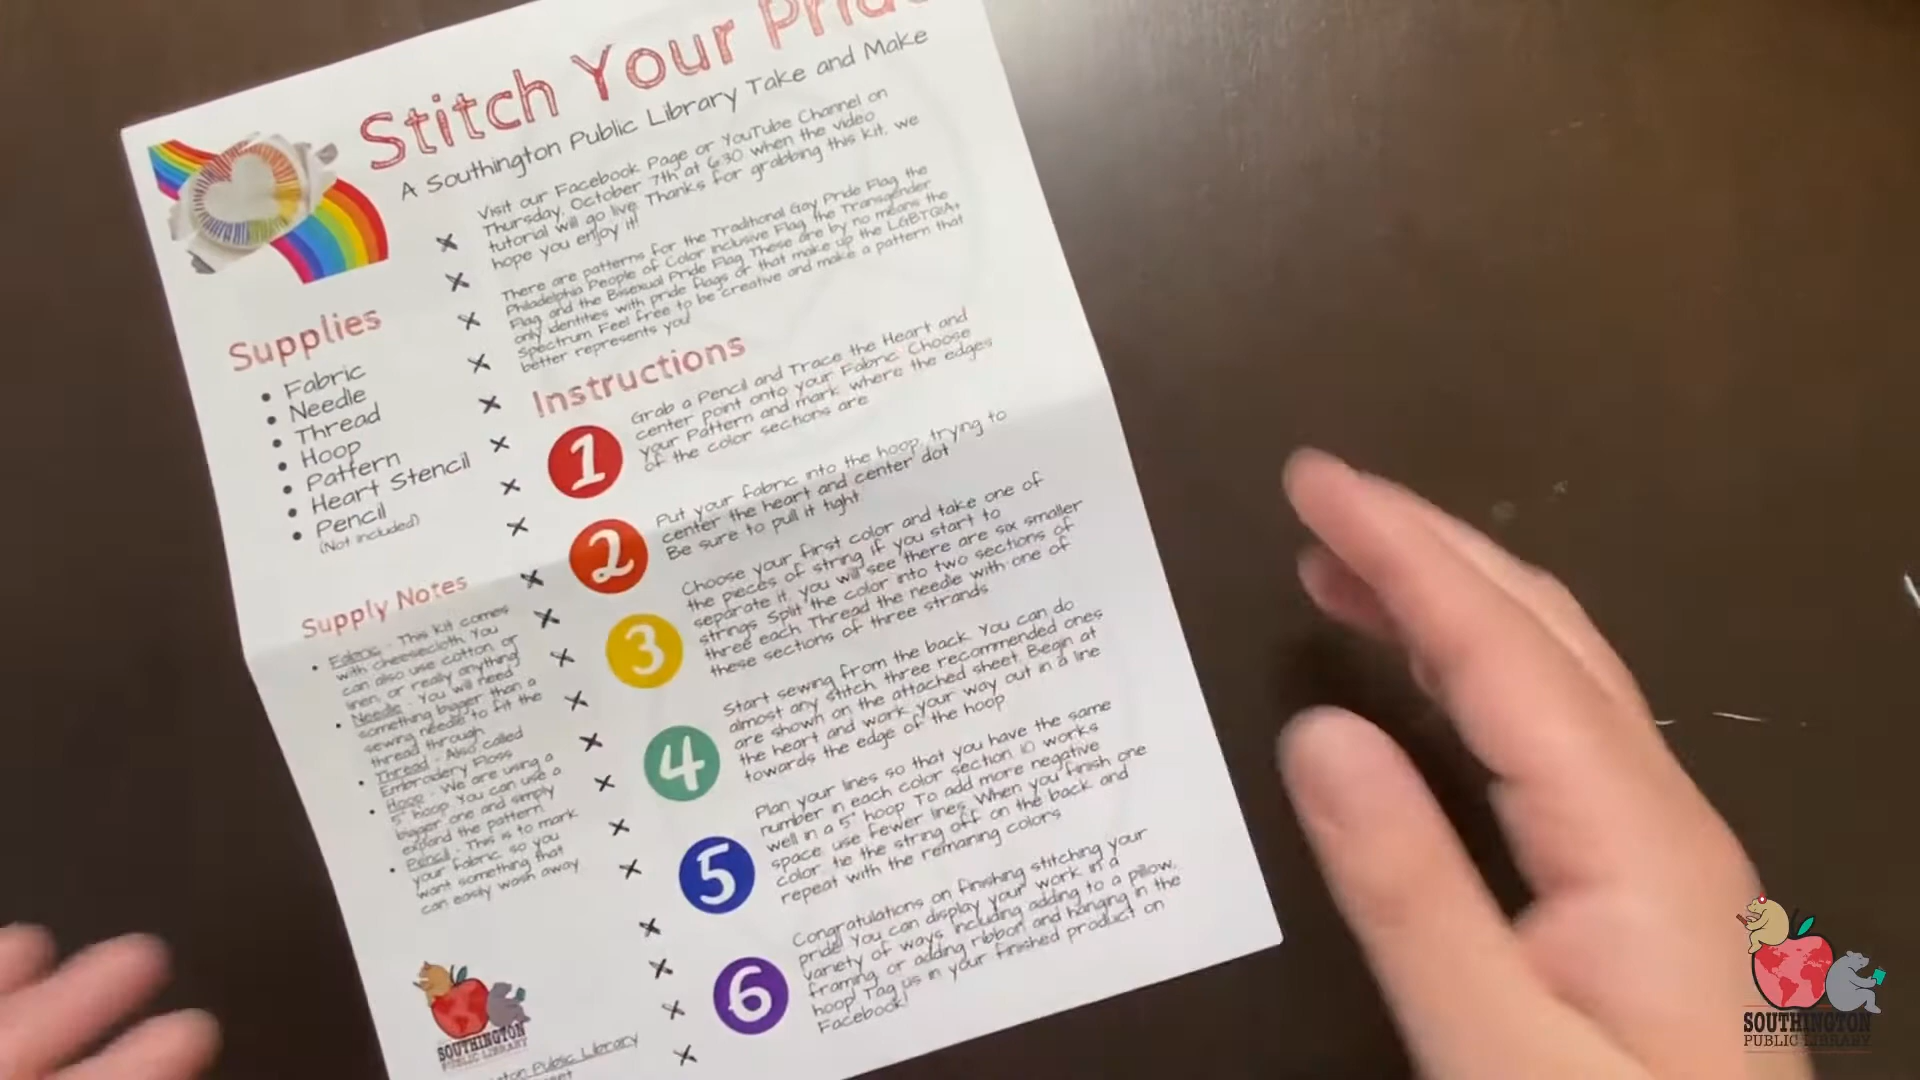 Stitch Your Pride
A Southington Public Library Take and Make
Visit our Facebook Page or YouTube Channel on
Thursday, October 7th at 6:30 when the video
tutorial will go live. Thanks for grabbing this kit, we
hope you enjoy it!
There are patterns for the Traditional Gay Pride Flag, the
Philadelphia People of Color Inclusive Flag, the Transgender
Flag and the Bisexual Pride Flag. These are by no means the
only identities with pride flags or that make up the LGBTQIA+
Spectrum. Feel free to be creative and make a pattern that
better represents you!
Supplies
Fabric
Needle
Thread
Hoop
Pattern
Heart Stencil
Pencil
(Not included)
Supply Notes
Fabric - This kit comes
with cheesecloth. You
can also use cotton or
linen, or really anything!
Needle - You will need
something bigger than a
sewing needle to fit the
thread through
Thread - Also called
Embroidery Floss
Hoop - We are using a
5" hoop. You can use a
bigger one and simply
expand the pattern!
Pencil - This is to mark
your fabric, so you
want something that
can easily wash away
Instructions
1
Grab a Pencil and Trace the Heart and
center point onto your Fabric. Choose
your Pattern and mark where the edges
of the color sections are
2
Put your fabric into the hoop, trying to
center the heart and center dot.
Be sure to pull it tight
3
Choose your first color and take one of
the pieces of string. if you start to
separate it, you will see there are six smaller
strings. Split the color into two sections of
three each. Thread the needle with one of
these sections of three strands
4
Start sewing from the back. You can do
almost any stitch, three recommended ones
are shown on the attached sheet. Begin at
the heart and work your way out in a line
towards the edge of the hoop
5
Plan your lines so that you have the same
number in each color section. 10 works
well in a 5" hoop. To add more negative
space use fewer lines. When you finish one
color, tie the string off on the back and
repeat with the remaining colors
6
Congratulations on finishing stitching your
pride! You can display your work in a
variety of ways including adding to a pillow,
framing, or adding ribbon and hanging in the
hoop! Tag us in your finished product on
Facebook!
SOUTHINGTON
PUBLIC LIBRARY
Public Library
SOUTHINGTON
PUBLIC LIBRARY